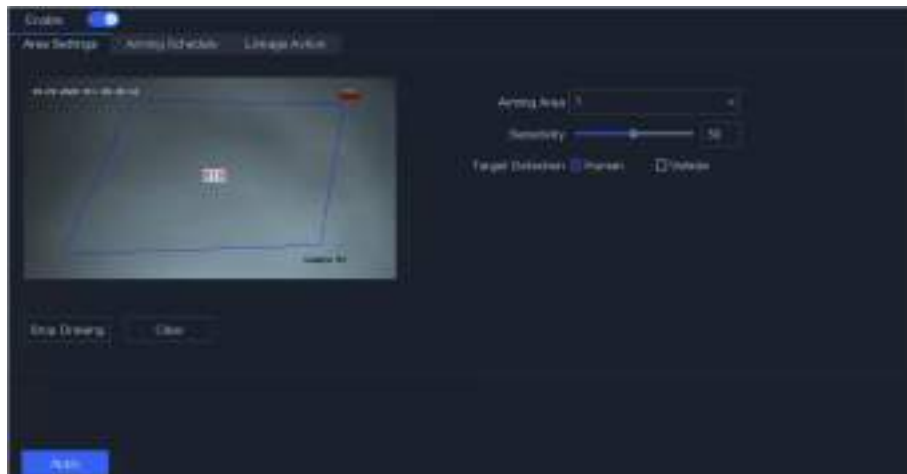 Enable
Area Settings
Arming Schedule
Linkage Action
Arming Area 1
Sensitivity 50
Target Detection Human Vehicle
Stop Drawing Clear
Apply